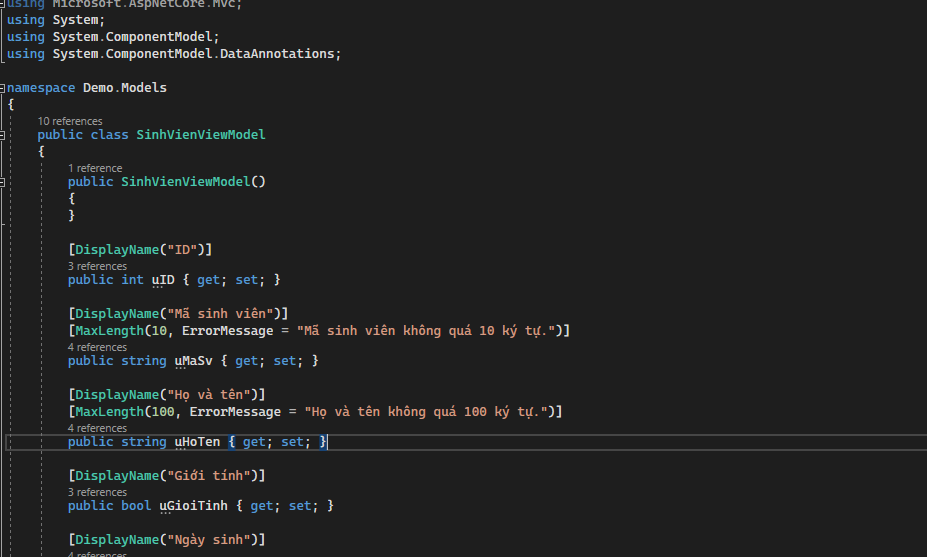 using Microsoft.AspNetCore.Mvc;
using System;
using System.ComponentModel;
using System.ComponentModel.DataAnnotations;
namespace Demo.Models
{
10 references
public class SinhVienViewModel
{
1 reference
public SinhVienViewModel()
{
}
[DisplayName("ID")]
3 references
public int uID { get; set; }
[DisplayName("Mã sinh viên")]
[MaxLength(10, ErrorMessage = "Mã sinh viên không quá 10 ký tự.")]
4 references
public string uMaSv { get; set; }
[DisplayName("Họ và tên")]
[MaxLength(100, ErrorMessage = "Họ và tên không quá 100 ký tự.")]
4 references
public string uHoTen { get; set; }
[DisplayName("Giới tính")]
3 references
public bool uGioiTinh { get; set; }
[DisplayName("Ngày sinh")]
4 references